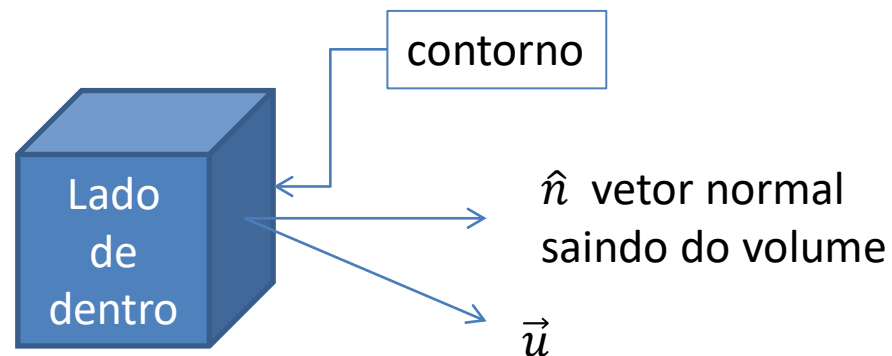 contorno
Lado
de
dentro
n̂ vetor normal
saindo do volume
u⃗